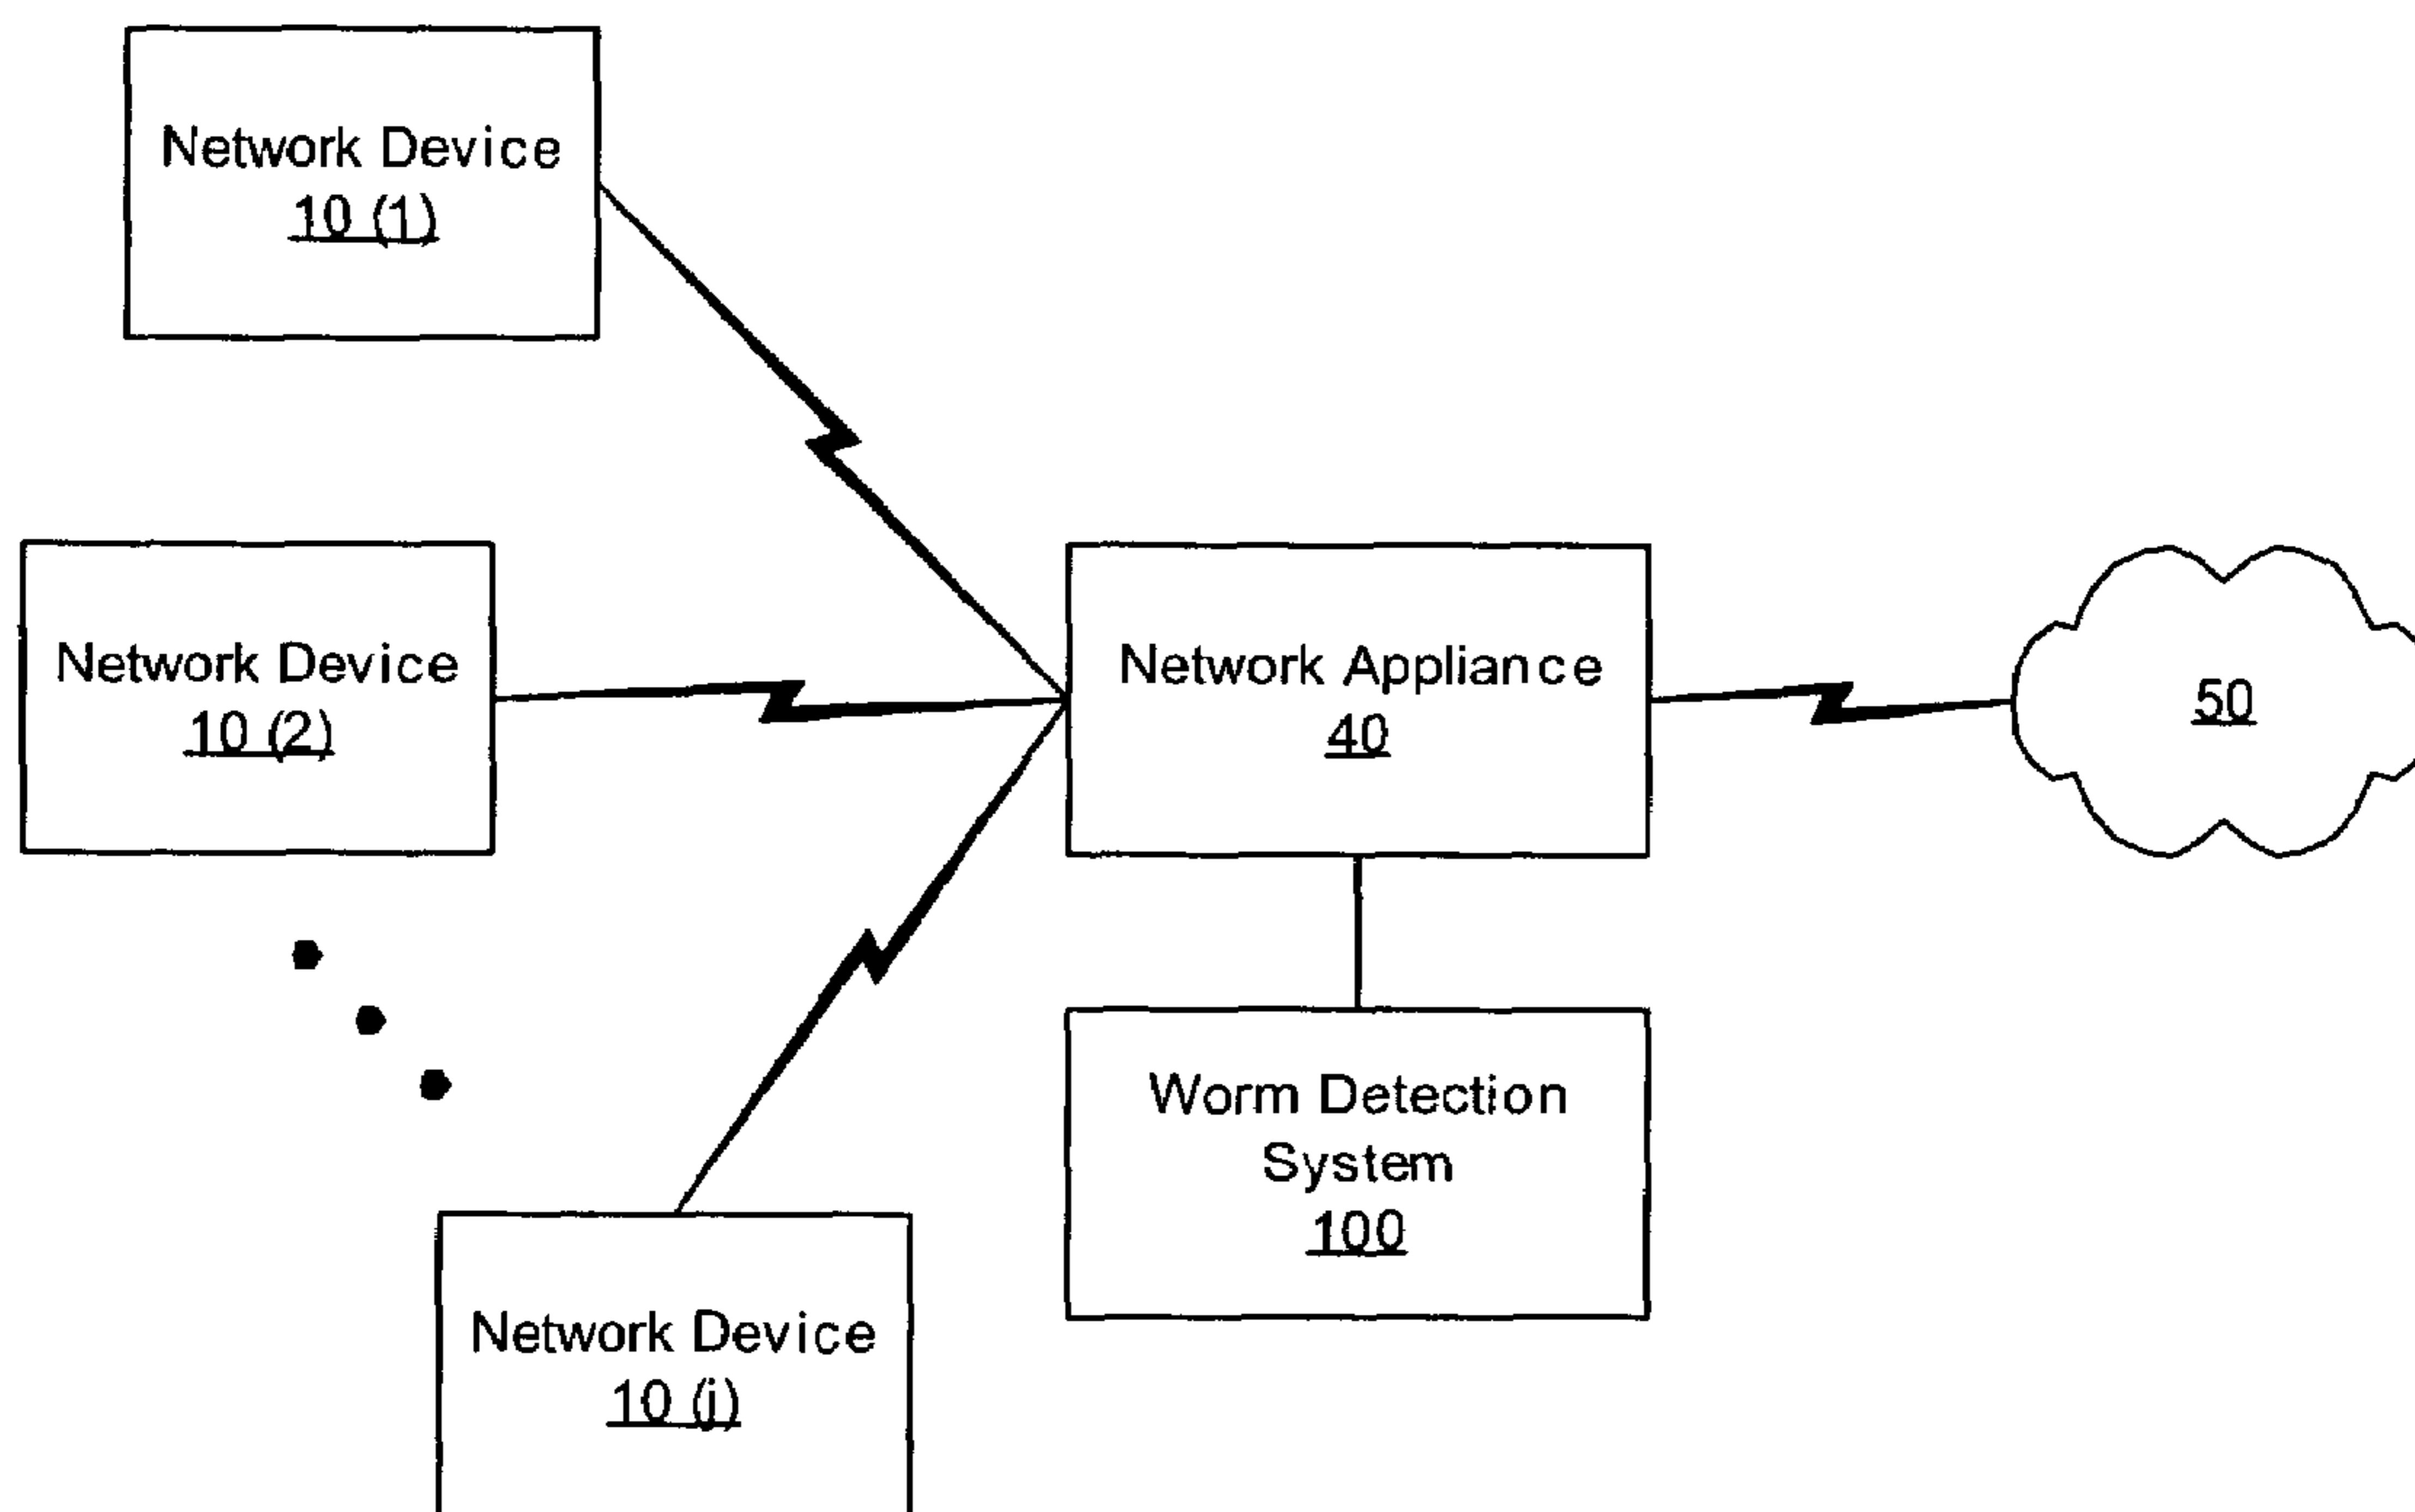 Network Device
10 (1)
Network Device
10 (2)
Network Appliance
40
50
Worm Detection
System
100
Network Device
10 (j)